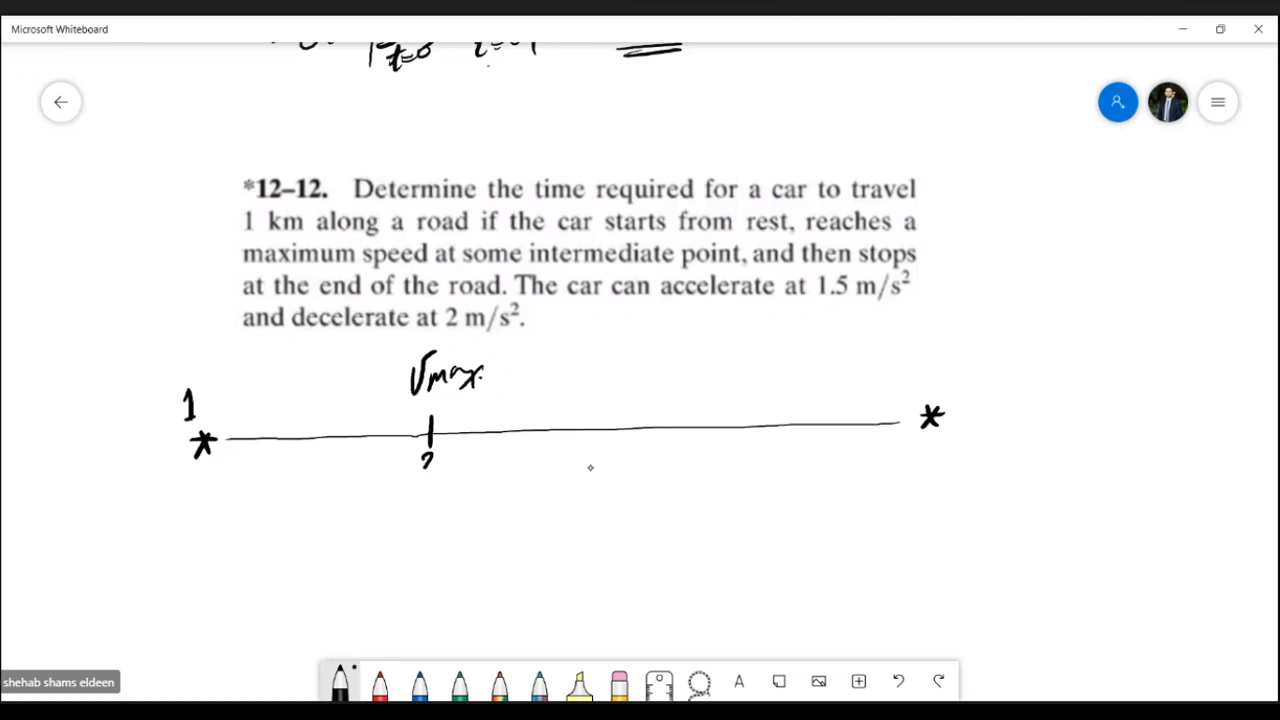 Microsoft Whiteboard
*12–12. Determine the time required for a car to travel
1 km along a road if the car starts from rest, reaches a
maximum speed at some intermediate point, and then stops
at the end of the road. The car can accelerate at 1.5 m/s²
and decelerate at 2 m/s².
Vmax.
1
2
shehab shams eldeen
A